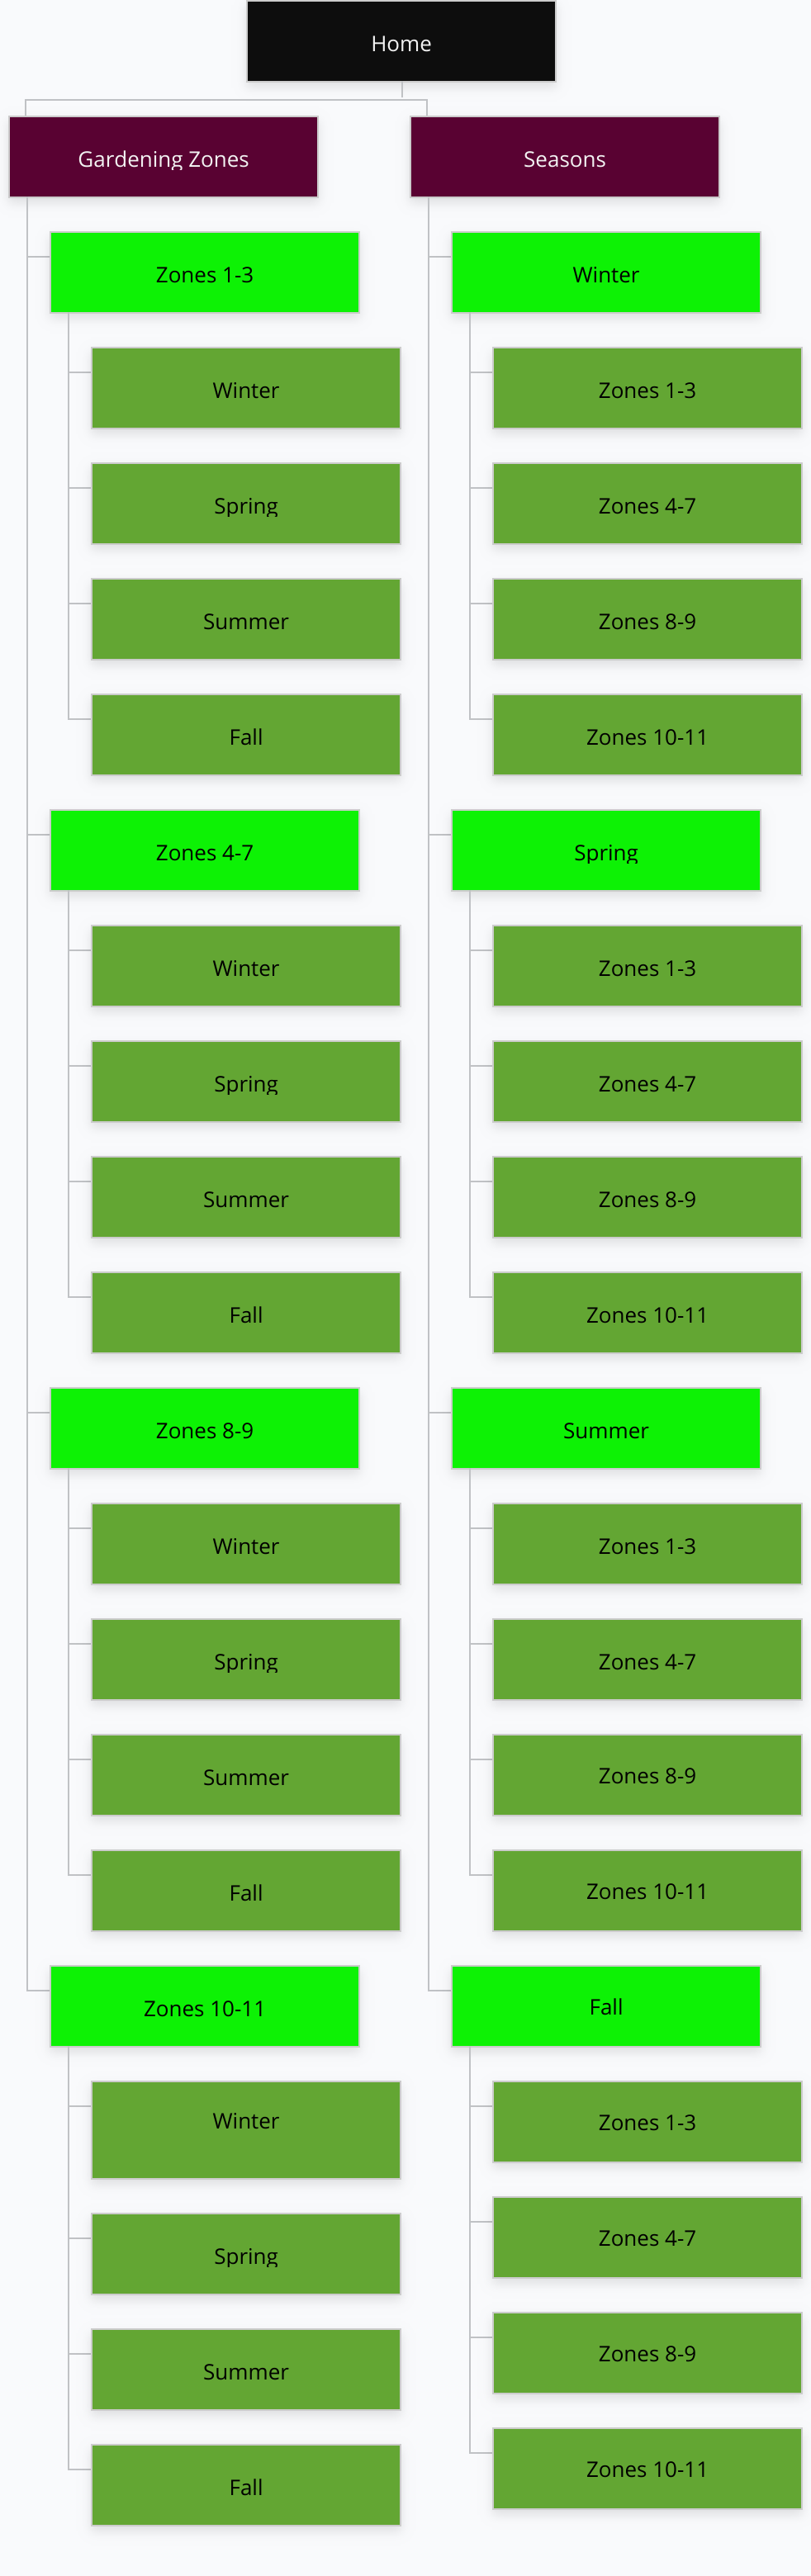 Home
Gardening Zones
Zones 1-3
Winter
Spring
Summer
Fall
Zones 4-7
Winter
Spring
Summer
Fall
Zones 8-9
Winter
Spring
Summer
Fall
Zones 10-11
Winter
Spring
Summer
Fall
Seasons
Winter
Zones 1-3
Zones 4-7
Zones 8-9
Zones 10-11
Spring
Zones 1-3
Zones 4-7
Zones 8-9
Zones 10-11
Summer
Zones 1-3
Zones 4-7
Zones 8-9
Zones 10-11
Fall
Zones 1-3
Zones 4-7
Zones 8-9
Zones 10-11